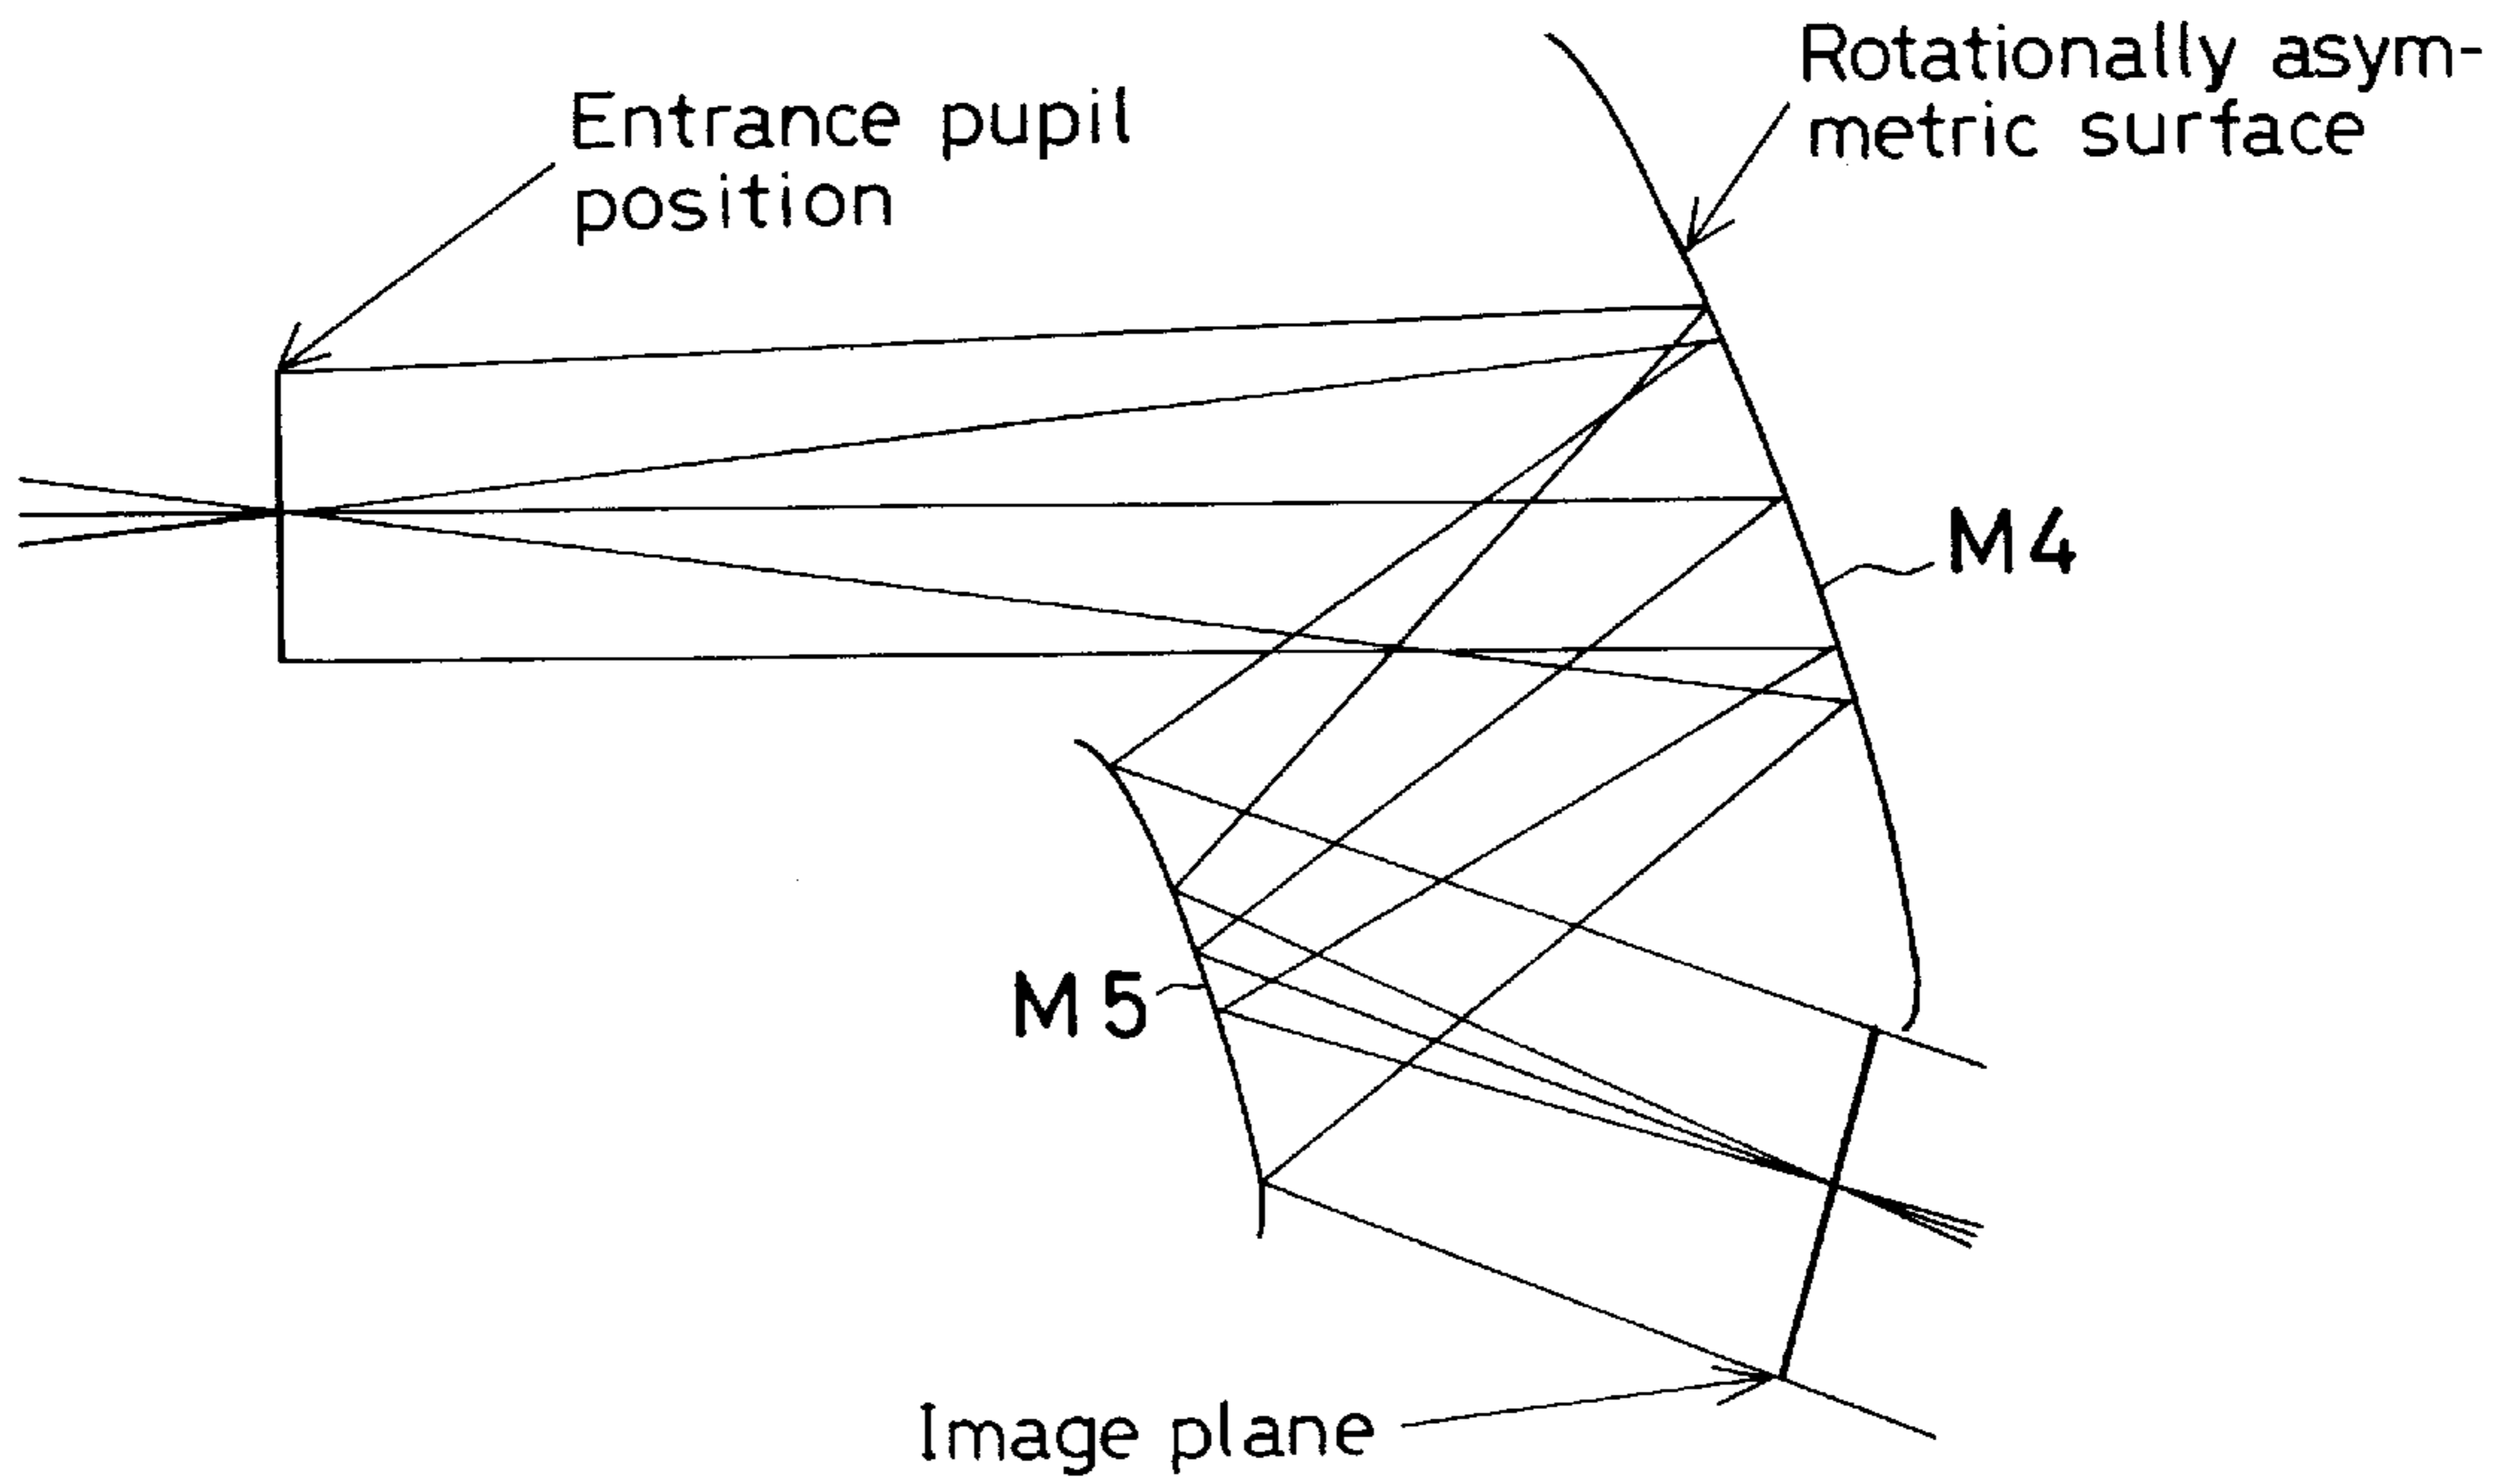 Rotationally asym-
metric surface
Entrance pupil
position
M4
M5
Image plane